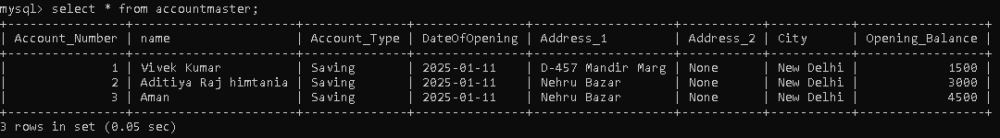 mysql> select * from accountmaster;
+----------------+---------------------+--------------+---------------+-------------------+-----------+-----------+-----------------+
| Account_Number | name                | Account_Type | DateOfOpening | Address_1         | Address_2 | City      | Opening_Balance |
+----------------+---------------------+--------------+---------------+-------------------+-----------+-----------+-----------------+
|              1 | Vivek Kumar         | Saving       | 2025-01-11    | D-457 Mandir Marg | None      | New Delhi |            1500 |
|              2 | Aditiya Raj himtania | Saving       | 2025-01-11    | Nehru Bazar       | None      | New Delhi |            3000 |
|              3 | Aman                | Saving       | 2025-01-11    | Nehru Bazar       | None      | New Delhi |            4500 |
+----------------+---------------------+--------------+---------------+-------------------+-----------+-----------+-----------------+
3 rows in set (0.05 sec)